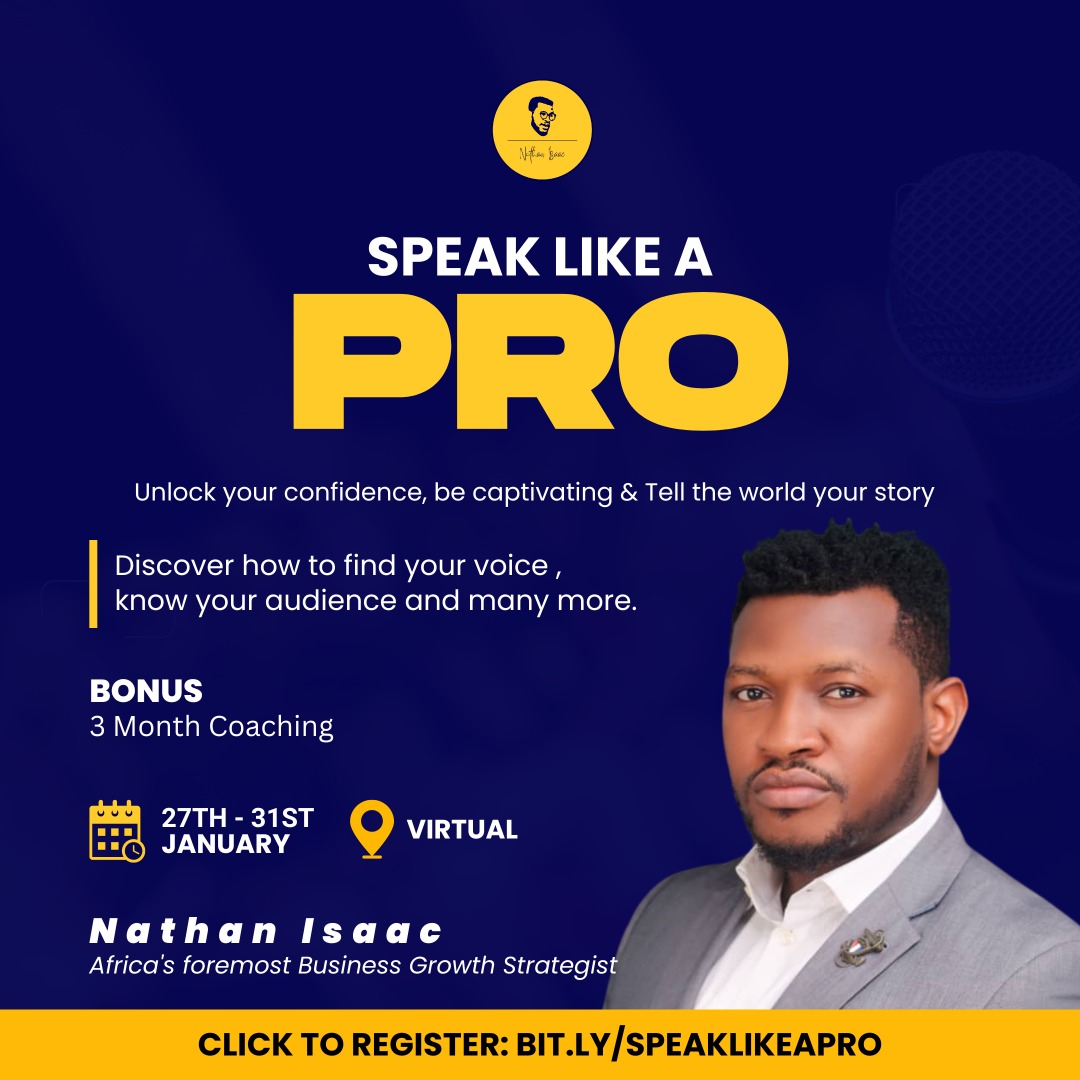 Nathan Isaac
SPEAK LIKE A
PRO
Unlock your confidence, be captivating & Tell the world your story
Discover how to find your voice ,
know your audience and many more.
BONUS
3 Month Coaching
27TH - 31ST
JANUARY
VIRTUAL
Nathan Isaac
Africa's foremost Business Growth Strategist
CLICK TO REGISTER: BIT.LY/SPEAKLIKEAPRO